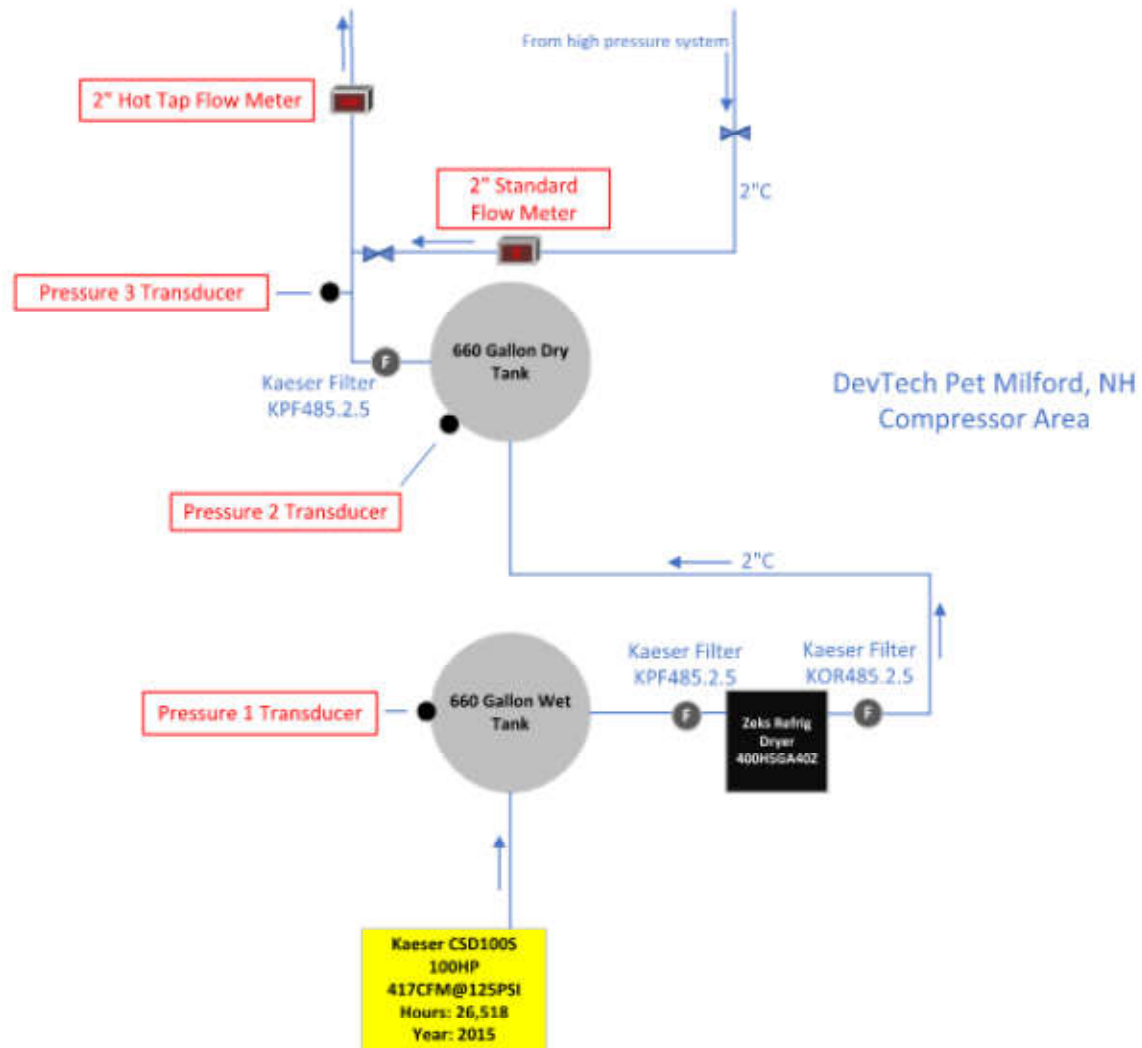 From high pressure system
2" Hot Tap Flow Meter
2" Standard
Flow Meter
2"C
Pressure 3 Transducer
660 Gallon Dry
Tank
F
Kaeser Filter
KPF485.2.5
DevTech Pet Milford, NH
Compressor Area
Pressure 2 Transducer
2"C
Kaeser Filter
KPF485.2.5
Kaeser Filter
KOR485.2.5
Pressure 1 Transducer
660 Gallon Wet
Tank
F
Zeks Refrig
Dryer
400HSGA40Z
F
Kaeser CSD100S
100HP
417CFM@125PSI
Hours: 26,518
Year: 2015